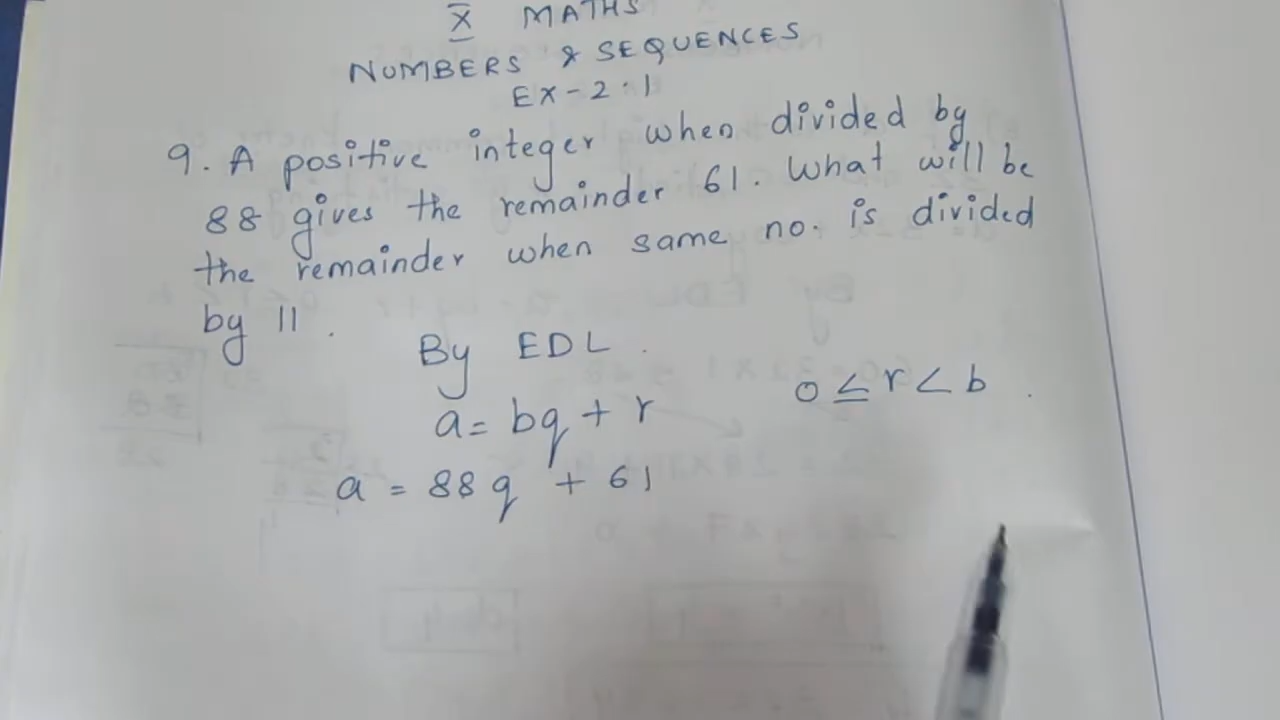 X MATHS
NUMBERS & SEQUENCES
EX-2.1
9. A positive integer when divided by
88 gives the remainder 61. What will be
the remainder when same no. is divided
by 11.
By EDL.
a = bq + r 0 ≤ r < b.
a = 88q + 61